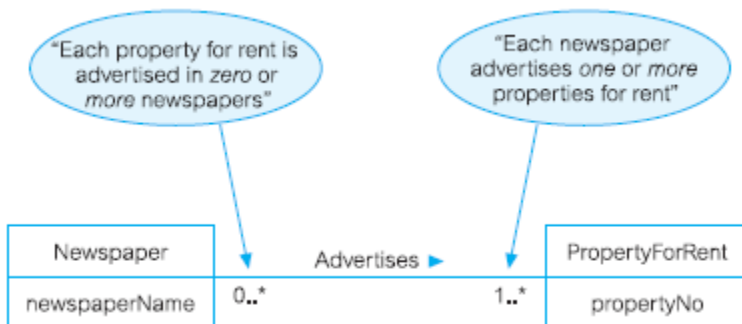 "Each property for rent is
advertised in zero or
more newspapers"
"Each newspaper
advertises one or more
properties for rent"
Newspaper
Advertises ►
PropertyForRent
newspaperName
0..*
1..*
propertyNo